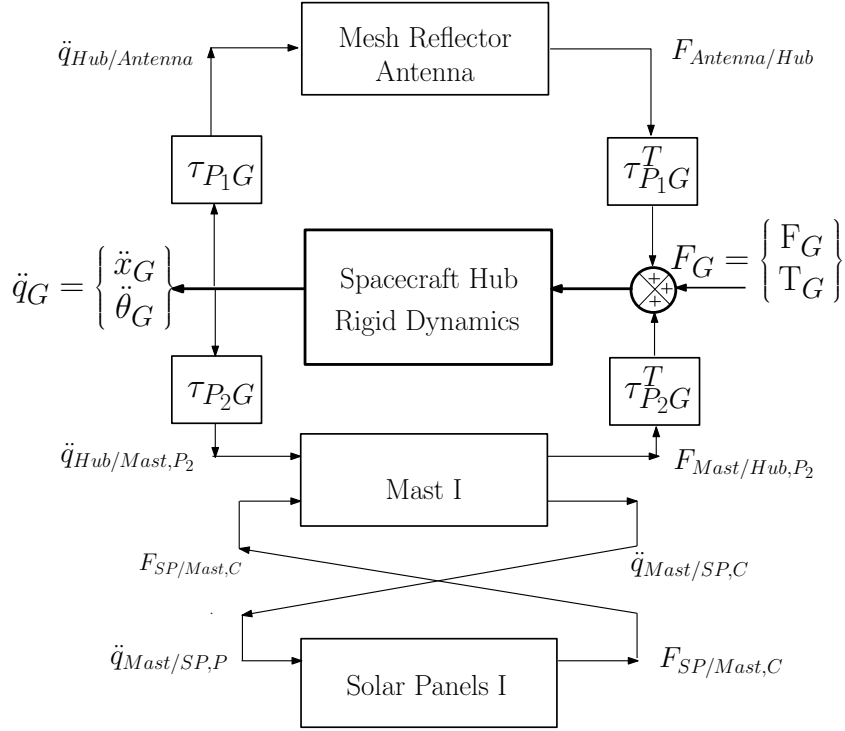 q̈_{Hub/Antenna}
Mesh Reflector
Antenna
F_{Antenna/Hub}
τ_{P_1G}
τ^T_{P_1G}
q̈_G = { ẍ_G
θ̈_G }
Spacecraft Hub
Rigid Dynamics
+ +
+
F_G = { F_G
T_G }
τ_{P_2G}
τ^T_{P_2G}
q̈_{Hub/Mast,P_2}
Mast I
F_{Mast/Hub,P_2}
F_{SP/Mast,C}
q̈_{Mast/SP,C}
q̈_{Mast/SP,P}
Solar Panels I
F_{SP/Mast,C}